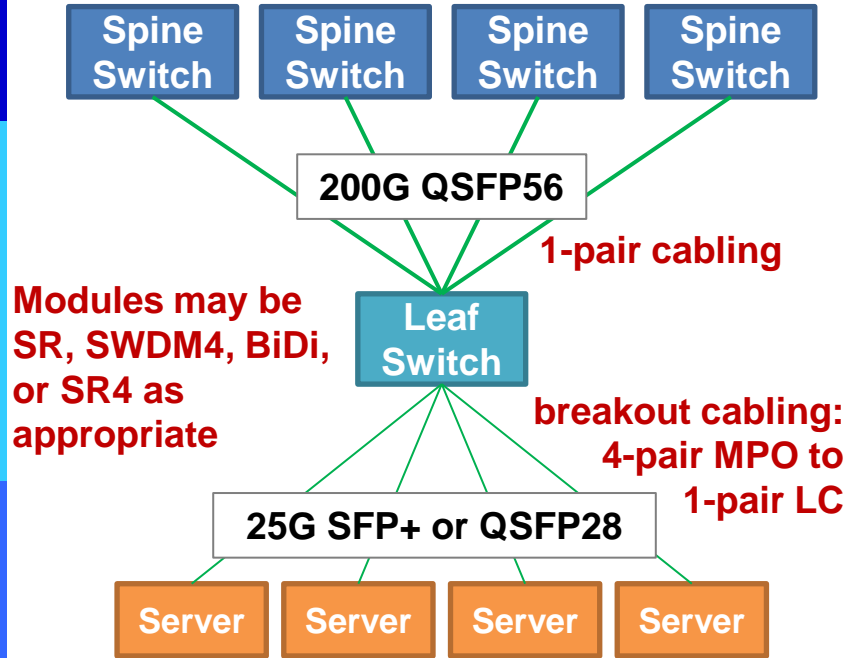 Spine Switch
Spine Switch
Spine Switch
Spine Switch
200G QSFP56
1-pair cabling
Modules may be
SR, SWDM4, BiDi,
or SR4 as
appropriate
Leaf
Switch
breakout cabling:
4-pair MPO to
1-pair LC
25G SFP+ or QSFP28
Server
Server
Server
Server